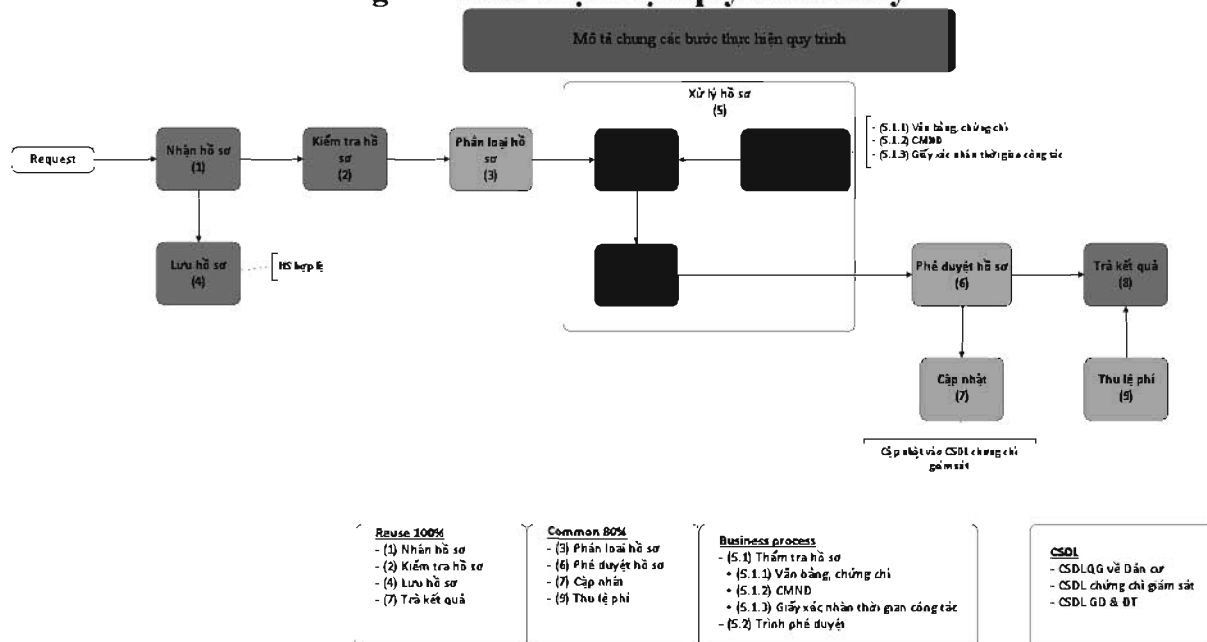 Mô tả chung các bước thực hiện quy trình
Xử lý hồ sơ
(5)
- (5.1.1) Văn bằng, chứng chỉ
- (5.1.2) CMND
- (5.1.3) Giấy xác nhận thời gian công tác
Request
Nhận hồ sơ
(1)
Kiểm tra hồ
sơ
(2)
Phân loại hồ
sơ
(3)
Lưu hồ sơ
(4)
HS hợp lệ
Phê duyệt hồ sơ
(6)
Trả kết quả
(8)
Cập nhật
(7)
Thu lệ phí
(9)
Cập nhật vào CSDL chứng chỉ
giám sát
Reuse 100%
- (1) Nhận hồ sơ
- (2) Kiểm tra hồ sơ
- (4) Lưu hồ sơ
- (7) Trả kết quả
Common 80%
- (3) Phân loại hồ sơ
- (6) Phê duyệt hồ sơ
- (7) Cập nhật
- (9) Thu lệ phí
Business process
- (5.1) Thẩm tra hồ sơ
• (5.1.1) Văn bằng, chứng chỉ
• (5.1.2) CMND
• (5.1.3) Giấy xác nhận thời gian công tác
- (5.2) Trình phê duyệt
CSDL
- CSDLQG về Dân cư
- CSDL chứng chỉ giám sát
- CSDL GD & ĐT